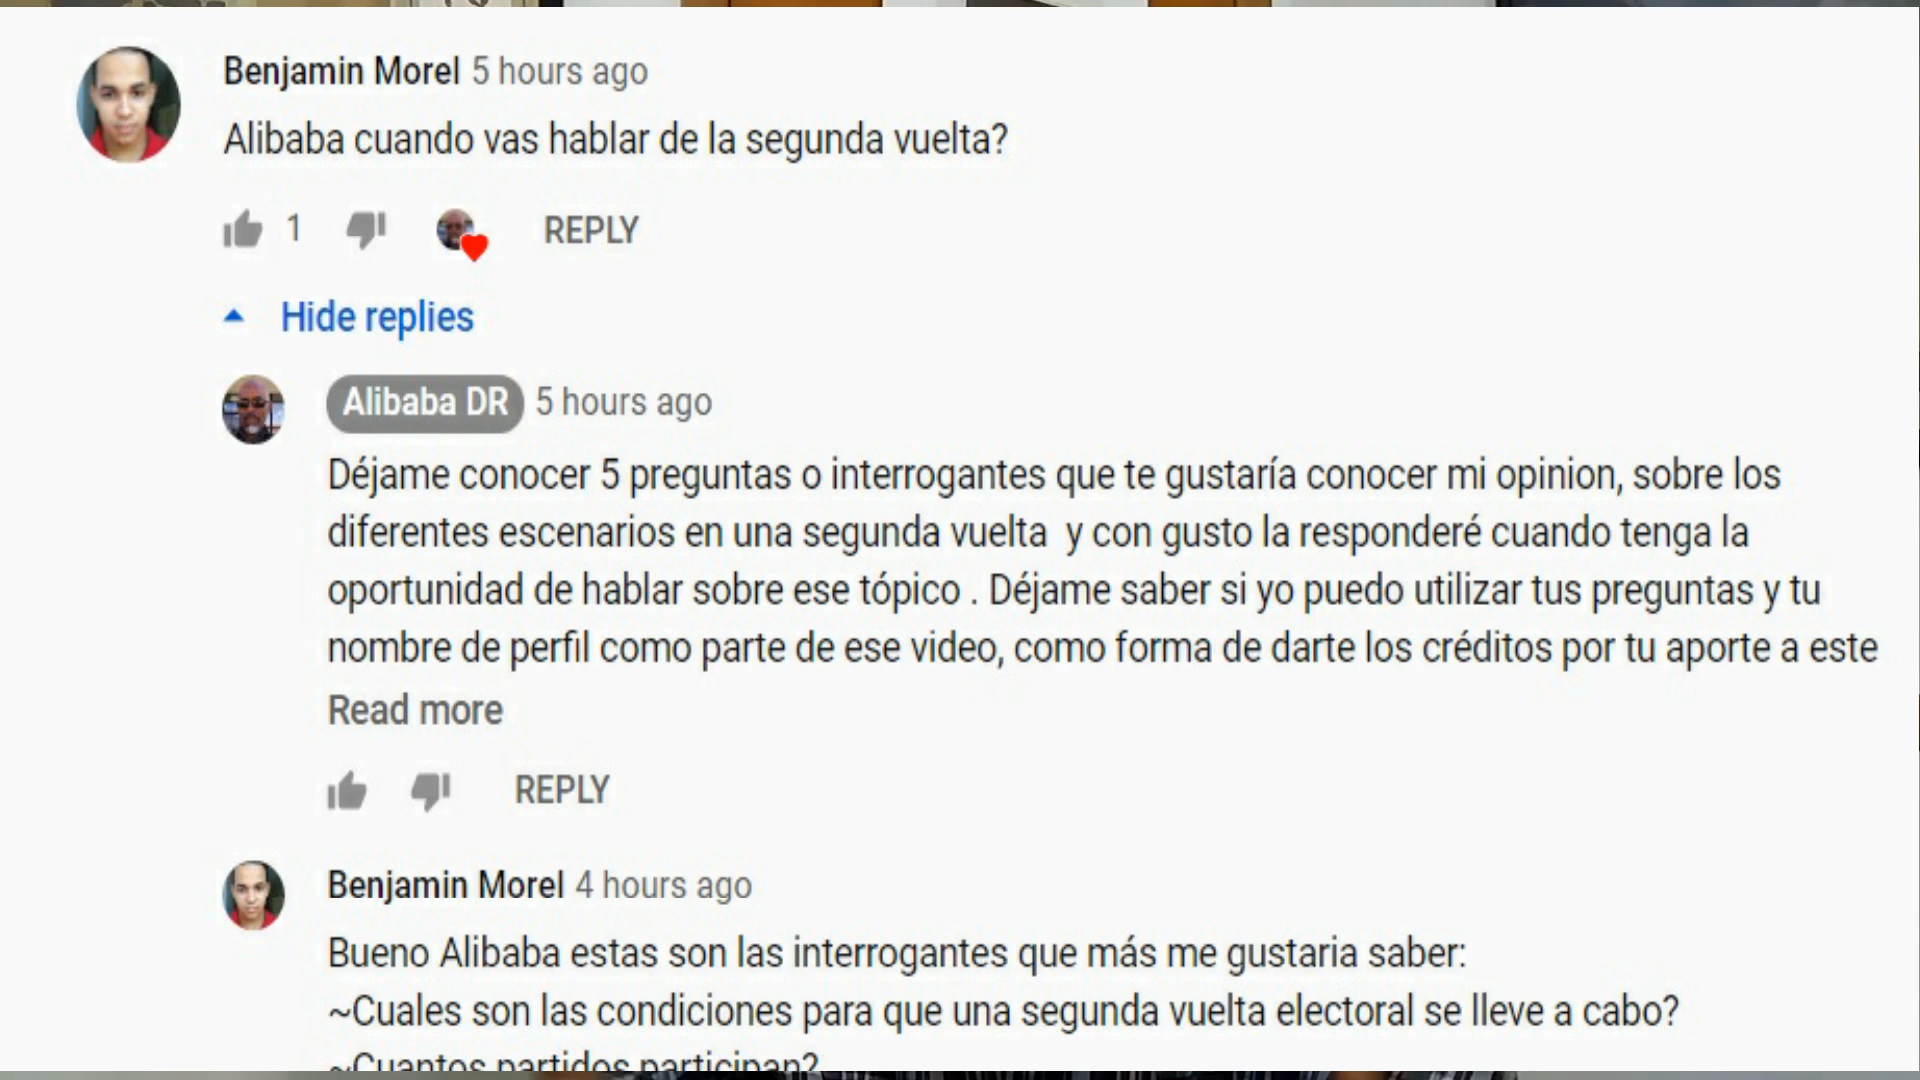 Benjamin Morel 5 hours ago
Alibaba cuando vas hablar de la segunda vuelta?
1 REPLY
Hide replies
Alibaba DR 5 hours ago
Déjame conocer 5 preguntas o interrogantes que te gustaría conocer mi opinion, sobre los
diferentes escenarios en una segunda vuelta y con gusto la responderé cuando tenga la
oportunidad de hablar sobre ese tópico . Déjame saber si yo puedo utilizar tus preguntas y tu
nombre de perfil como parte de ese video, como forma de darte los créditos por tu aporte a este
Read more
REPLY
Benjamin Morel 4 hours ago
Bueno Alibaba estas son las interrogantes que más me gustaria saber:
~Cuales son las condiciones para que una segunda vuelta electoral se lleve a cabo?
~Cuantos partidos participan?